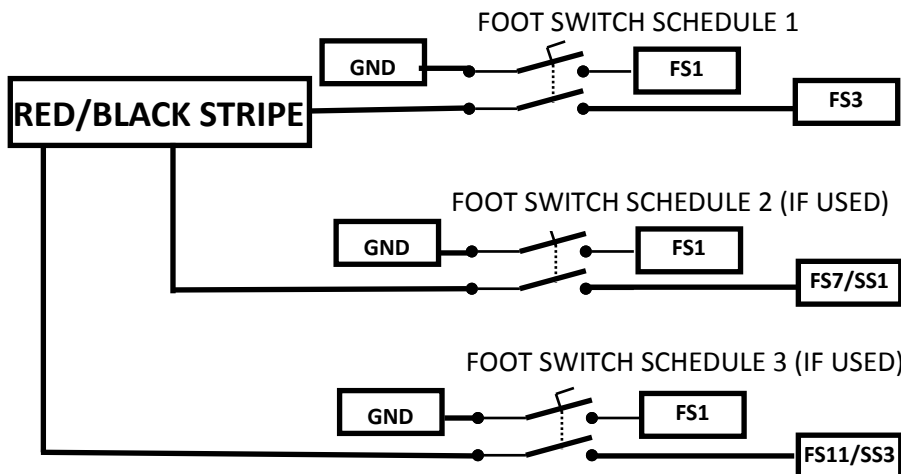 FOOT SWITCH SCHEDULE 1
GND
FS1
RED/BLACK STRIPE
FS3
FOOT SWITCH SCHEDULE 2 (IF USED)
GND
FS1
FS7/SS1
FOOT SWITCH SCHEDULE 3 (IF USED)
GND
FS1
FS11/SS3